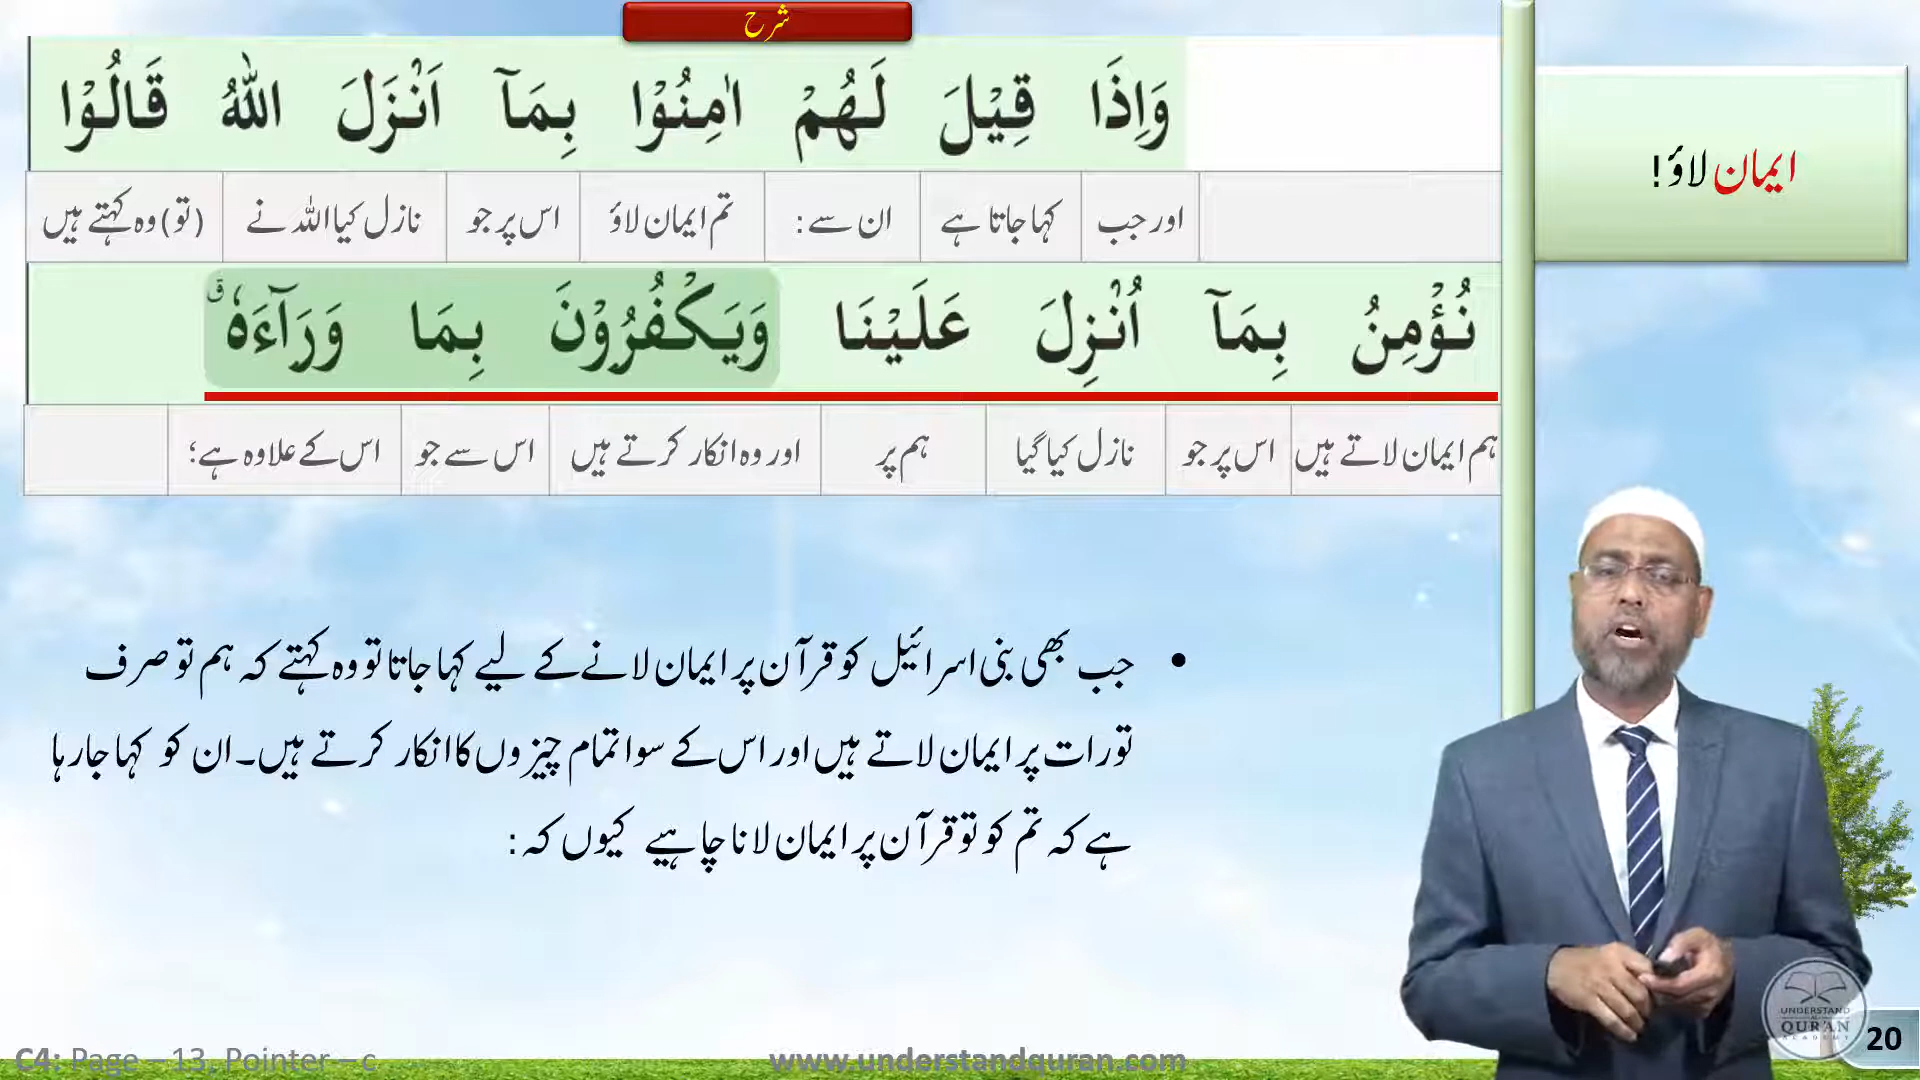 شرح
وَاِذَا قِيْلَ لَهُمْ اٰمِنُوْا بِمَآ اَنْزَلَ اللّٰهُ قَالُوْا
اور جب کہا جاتا ہے ان سے: تم ایمان لاؤ اس پر جو نازل کیا اللہ نے (تو) وہ کہتے ہیں
نُؤْمِنُ بِمَآ اُنْزِلَ عَلَيْنَا وَيَكْفُرُوْنَ بِمَا وَرَآءَهٗ ۚ ق
ہم ایمان لاتے ہیں اس پر جو نازل کیا گیا ہم پر اور وہ انکار کرتے ہیں اس سے جو اس کے علاوہ ہے؛
ایمان لاؤ!
• جب بھی بنی اسرائیل کو قرآن پر ایمان لانے کے لیے کہا جاتا تو وہ کہتے کہ ہم تو صرف
تورات پر ایمان لاتے ہیں اور اس کے سوا تمام چیزوں کا انکار کرتے ہیں۔ ان کو کہا جا رہا
ہے کہ تم کو تو قرآن پر ایمان لانا چاہیے کیوں کہ:
UNDERSTAND
QUR'AN
ACADEMY
20
C4: Page – 13, Pointer – c
www.understandquran.com